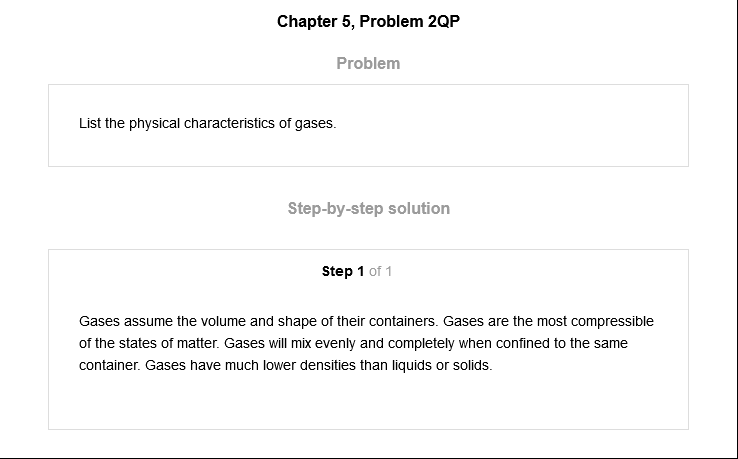 Chapter 5, Problem 2QP
Problem
List the physical characteristics of gases.
Step-by-step solution
Step 1 of 1
Gases assume the volume and shape of their containers. Gases are the most compressible
of the states of matter. Gases will mix evenly and completely when confined to the same
container. Gases have much lower densities than liquids or solids.